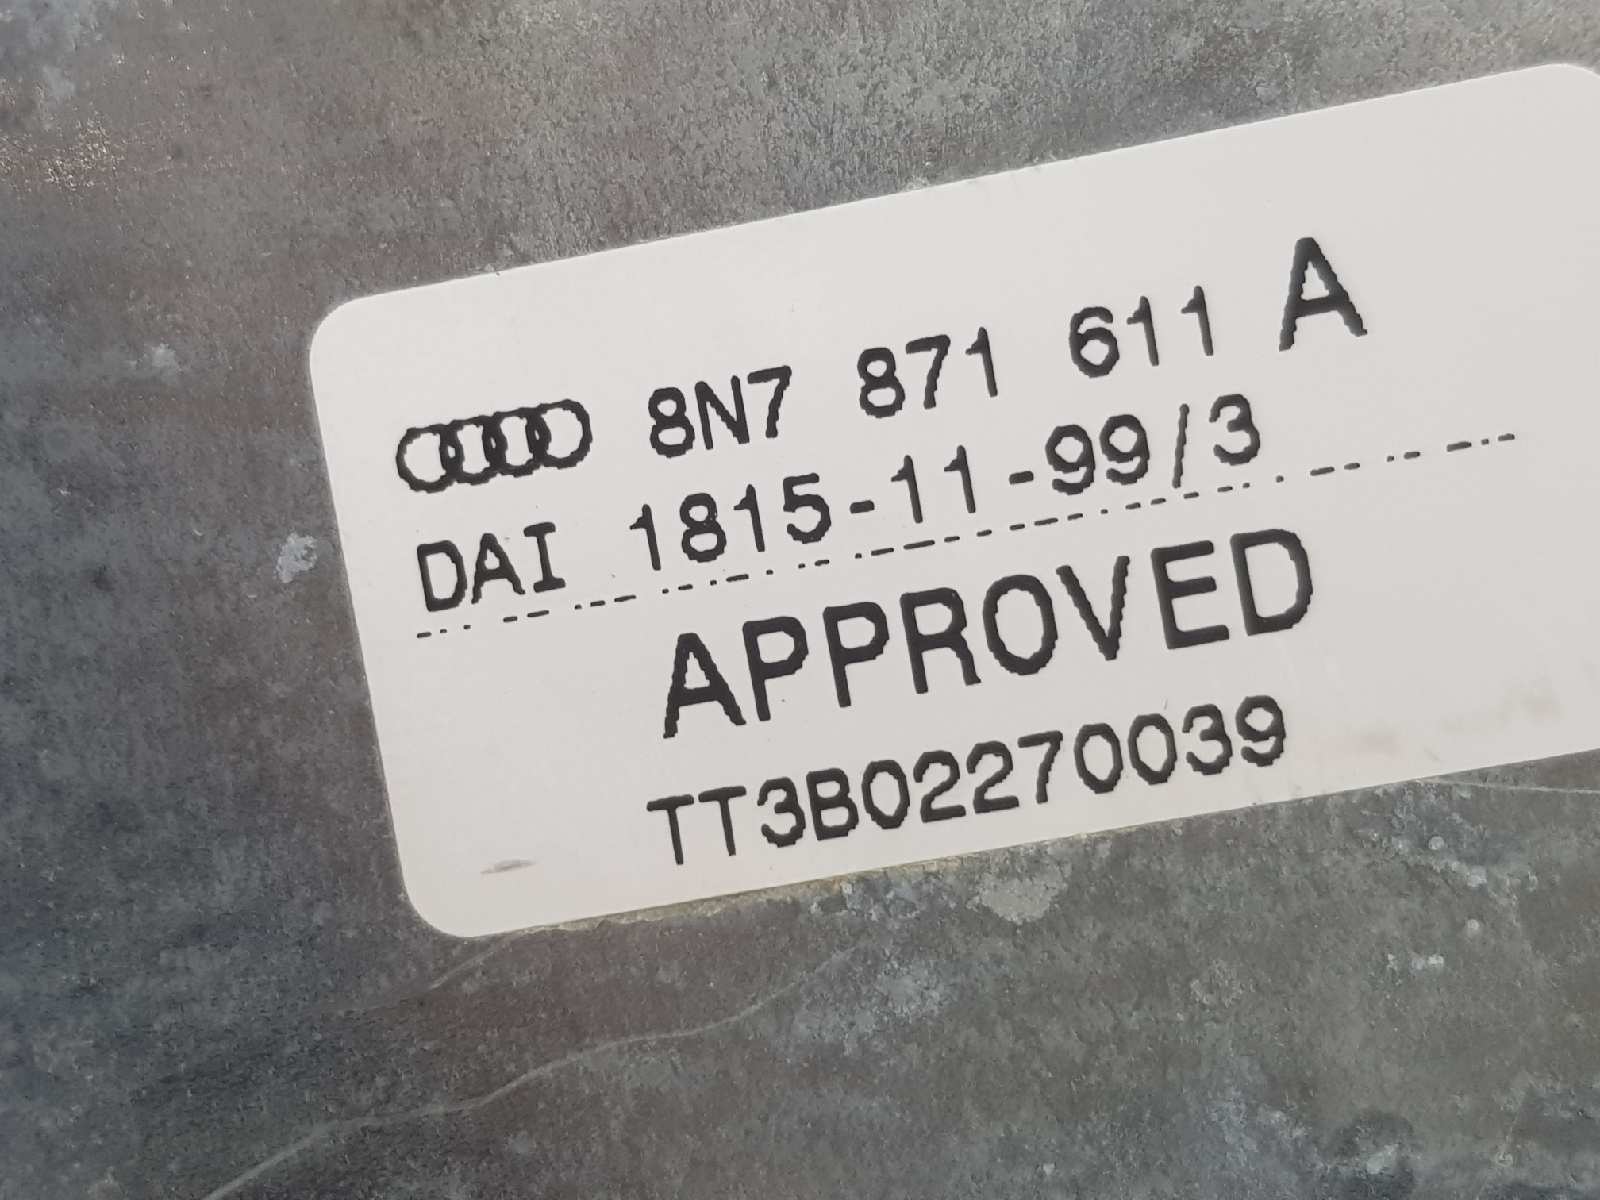 8N7 871 611 A
DAI 1815-11-99/3
APPROVED
TT3B02270039